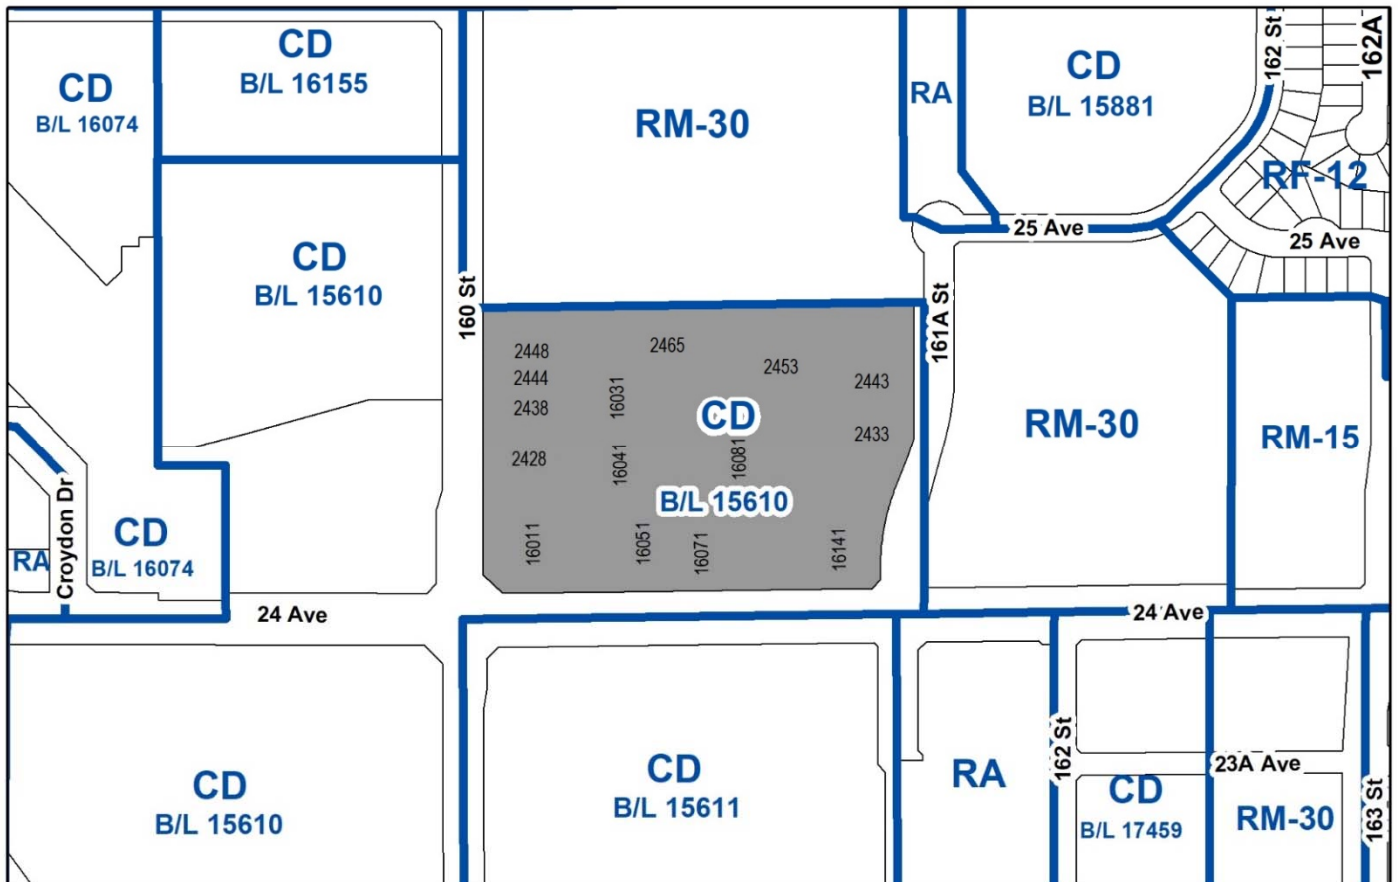 CD
B/L 16155
CD
B/L 16074
RM-30
RA
CD
B/L 15881
162 St
162A
RF-12
25 Ave
25 Ave
CD
B/L 15610
160 St
161A St
2448
2444
2438
2428
2465
2453
2443
2433
16031
16041
16081
CD
B/L 15610
16011
16051
16071
16141
RM-30
RM-15
Croydon Dr
RA
CD
B/L 16074
24 Ave
24 Ave
CD
B/L 15610
CD
B/L 15611
RA
162 St
23A Ave
CD
B/L 17459
RM-30
163 St